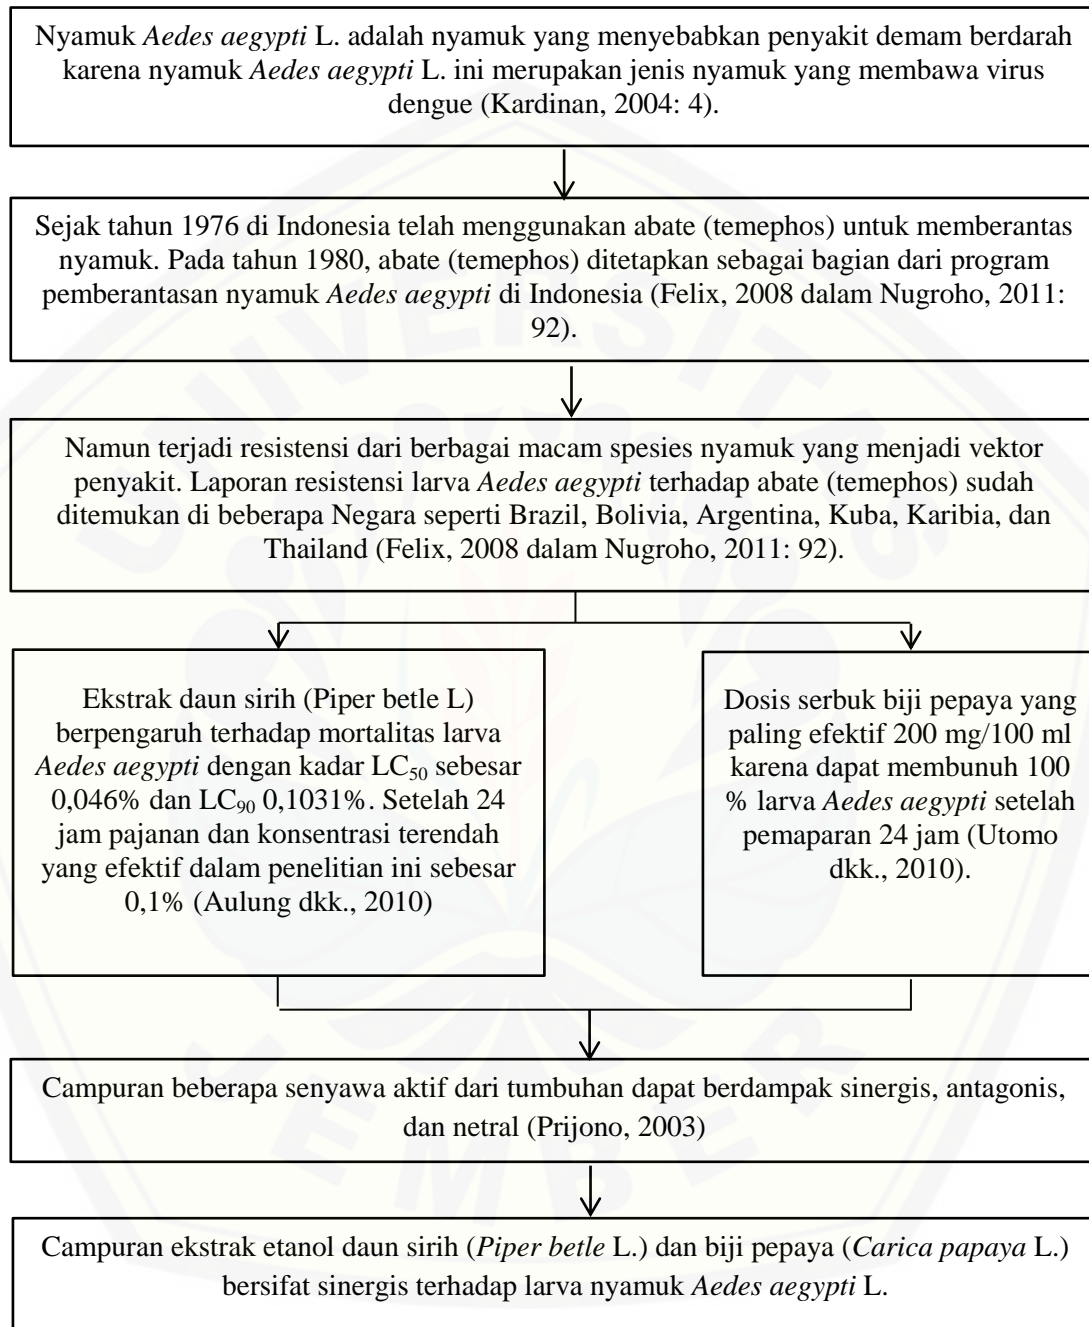 Nyamuk Aedes aegypti L. adalah nyamuk yang menyebabkan penyakit demam berdarah
karena nyamuk Aedes aegypti L. ini merupakan jenis nyamuk yang membawa virus
dengue (Kardinan, 2004: 4).
Sejak tahun 1976 di Indonesia telah menggunakan abate (temephos) untuk memberantas
nyamuk. Pada tahun 1980, abate (temephos) ditetapkan sebagai bagian dari program
pemberantasan nyamuk Aedes aegypti di Indonesia (Felix, 2008 dalam Nugroho, 2011:
92).
Namun terjadi resistensi dari berbagai macam spesies nyamuk yang menjadi vektor
penyakit. Laporan resistensi larva Aedes aegypti terhadap abate (temephos) sudah
ditemukan di beberapa Negara seperti Brazil, Bolivia, Argentina, Kuba, Karibia, dan
Thailand (Felix, 2008 dalam Nugroho, 2011: 92).
Ekstrak daun sirih (Piper betle L)
berpengaruh terhadap mortalitas larva
Aedes aegypti dengan kadar LC50 sebesar
0,046% dan LC90 0,1031%. Setelah 24
jam pajanan dan konsentrasi terendah
yang efektif dalam penelitian ini sebesar
0,1% (Aulung dkk., 2010)
Dosis serbuk biji pepaya yang
paling efektif 200 mg/100 ml
karena dapat membunuh 100
% larva Aedes aegypti setelah
pemaparan 24 jam (Utomo
dkk., 2010).
Campuran beberapa senyawa aktif dari tumbuhan dapat berdampak sinergis, antagonis,
dan netral (Prijono, 2003)
Campuran ekstrak etanol daun sirih (Piper betle L.) dan biji pepaya (Carica papaya L.)
bersifat sinergis terhadap larva nyamuk Aedes aegypti L.
UNIVERSITAS
JEMBER